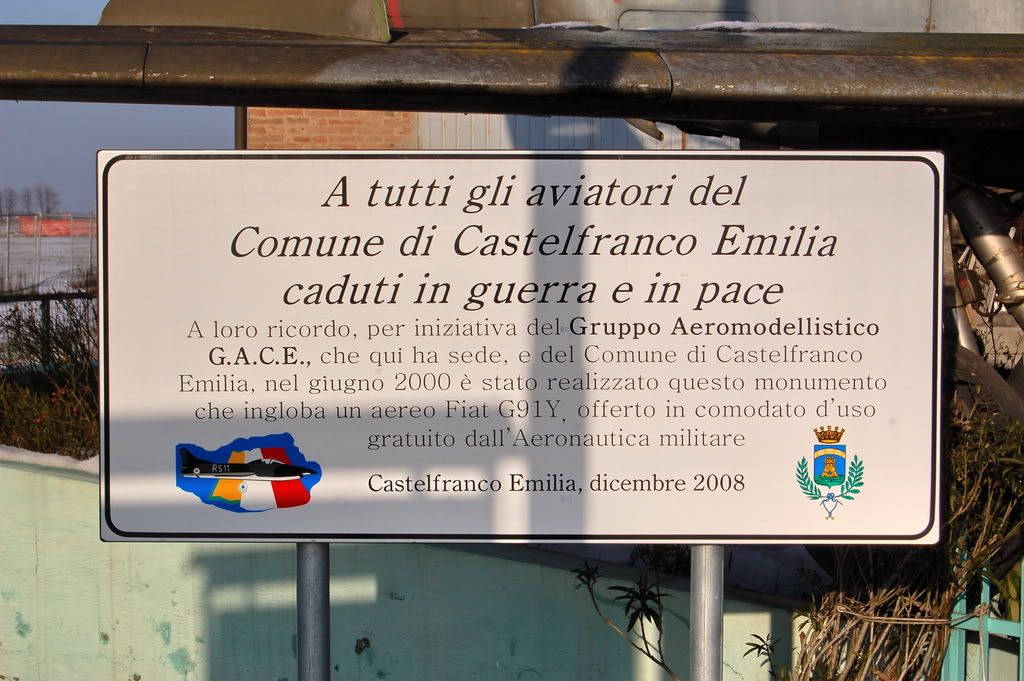 A tutti gli aviatori del
Comune di Castelfranco Emilia
caduti in guerra e in pace
A loro ricordo, per iniziativa del Gruppo Aeromodellistico
G.A.C.E., che qui ha sede, e del Comune di Castelfranco
Emilia, nel giugno 2000 è stato realizzato questo monumento
che ingloba un aereo Fiat G91Y, offerto in comodato d'uso
gratuito dall'Aeronautica militare
RS11
Castelfranco Emilia, dicembre 2008